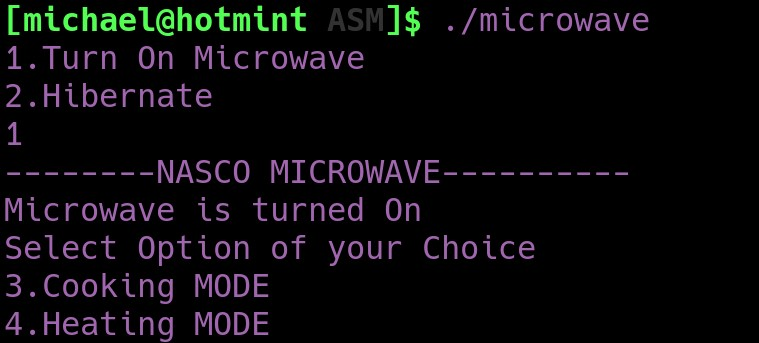 [michael@hotmint ASM]$ ./microwave
1.Turn On Microwave
2.Hibernate
1
--------NASCO MICROWAVE----------
Microwave is turned On
Select Option of your Choice
3.Cooking MODE
4.Heating MODE